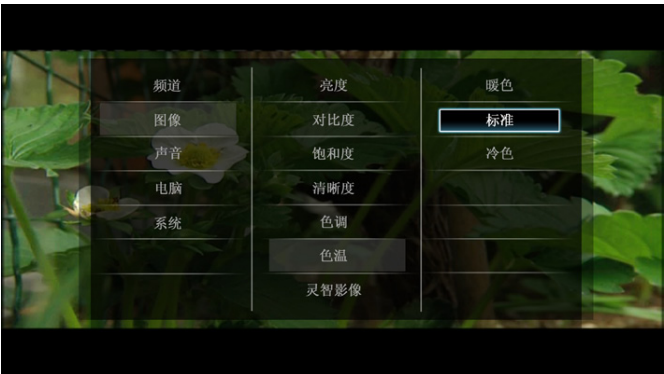 频道
图像
声音
电脑
系统
亮度
对比度
饱和度
清晰度
色调
色温
灵智影像
暖色
标准
冷色